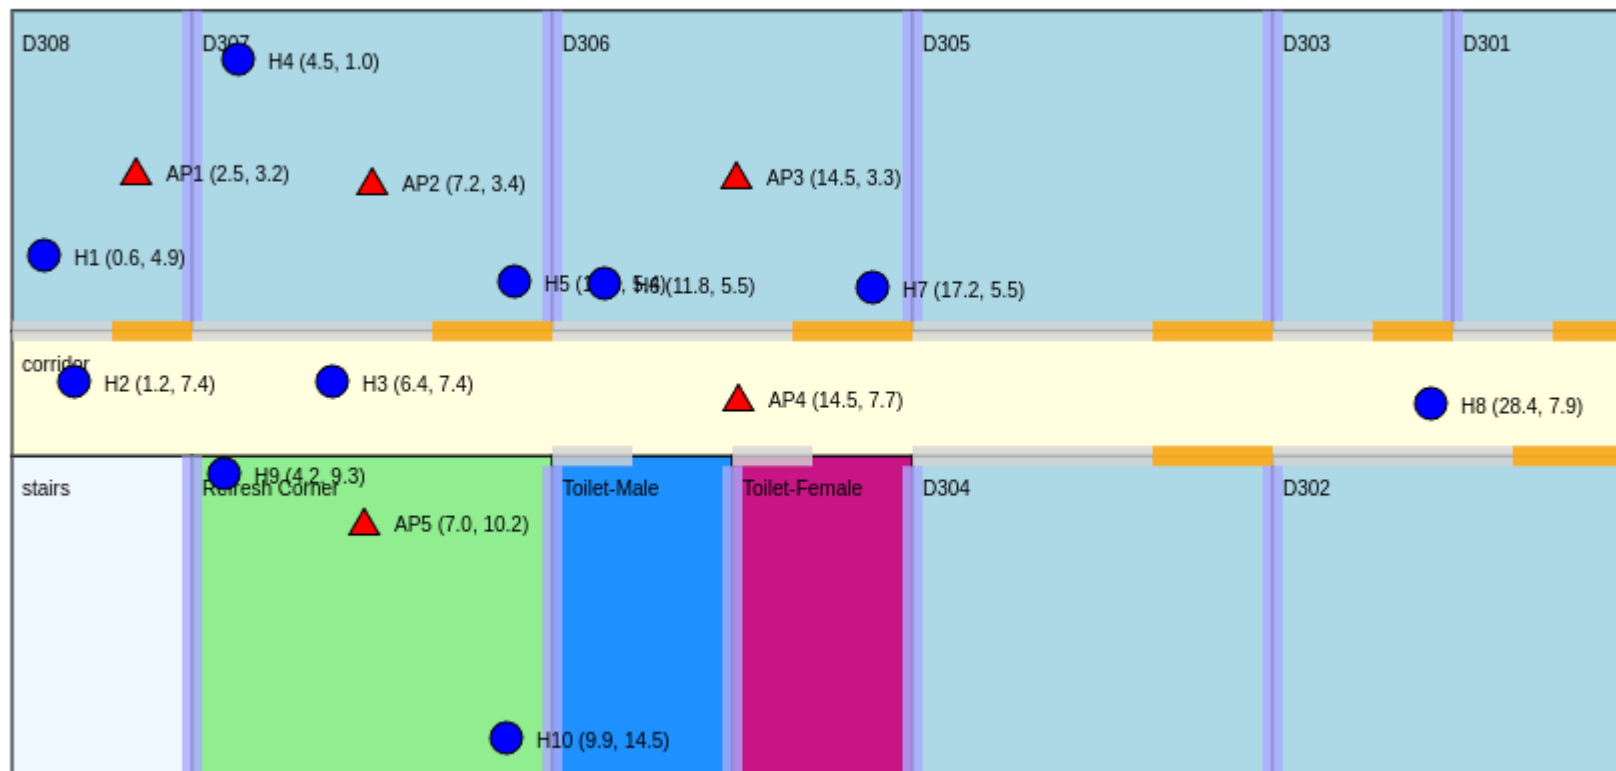 D308
D307
D306
D305
D303
D301
H4 (4.5, 1.0)
AP1 (2.5, 3.2)
AP2 (7.2, 3.4)
AP3 (14.5, 3.3)
H1 (0.6, 4.9)
H5
H6 (11.8, 5.5)
H7 (17.2, 5.5)
corridor
H2 (1.2, 7.4)
H3 (6.4, 7.4)
AP4 (14.5, 7.7)
H8 (28.4, 7.9)
H9 (4.2, 9.3)
stairs
Refresh Corner
Toilet-Male
Toilet-Female
D304
D302
AP5 (7.0, 10.2)
H10 (9.9, 14.5)